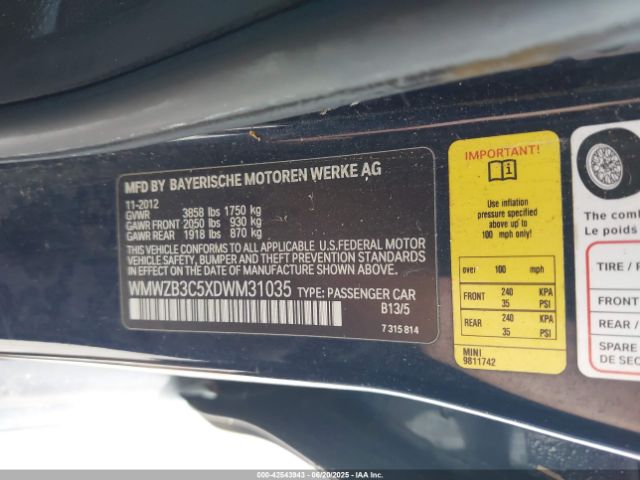 MFD BY BAYERISCHE MOTOREN WERKE AG
11-2012
GVWR 3858 lbs 1750 kg
GAWR FRONT 2050 lbs 930 kg
GAWR REAR 1918 lbs 870 kg
THIS VEHICLE CONFORMS TO ALL APPLICABLE U.S.FEDERAL MOTOR
VEHICLE SAFETY, BUMPER AND THEFT PREVENTION STANDARDS
IN EFFECT ON THE DATE OF MANUFACTURE SHOWN ABOVE.
WMWZB3C5XDWM31035 TYPE: PASSENGER CAR
B13/5
7 315 814
IMPORTANT!
Use inflation
pressure specified
for up to
100 mph only!
over 100 mph
FRONT 240 KPA
35 PSI
REAR 240 KPA
35 PSI
MINI
9811742
The com
Le poids
TIRE /
FRONT
REAR /
SPARE
DE SEC
000-42543943 - 06/20/2025 - IAAI.COM